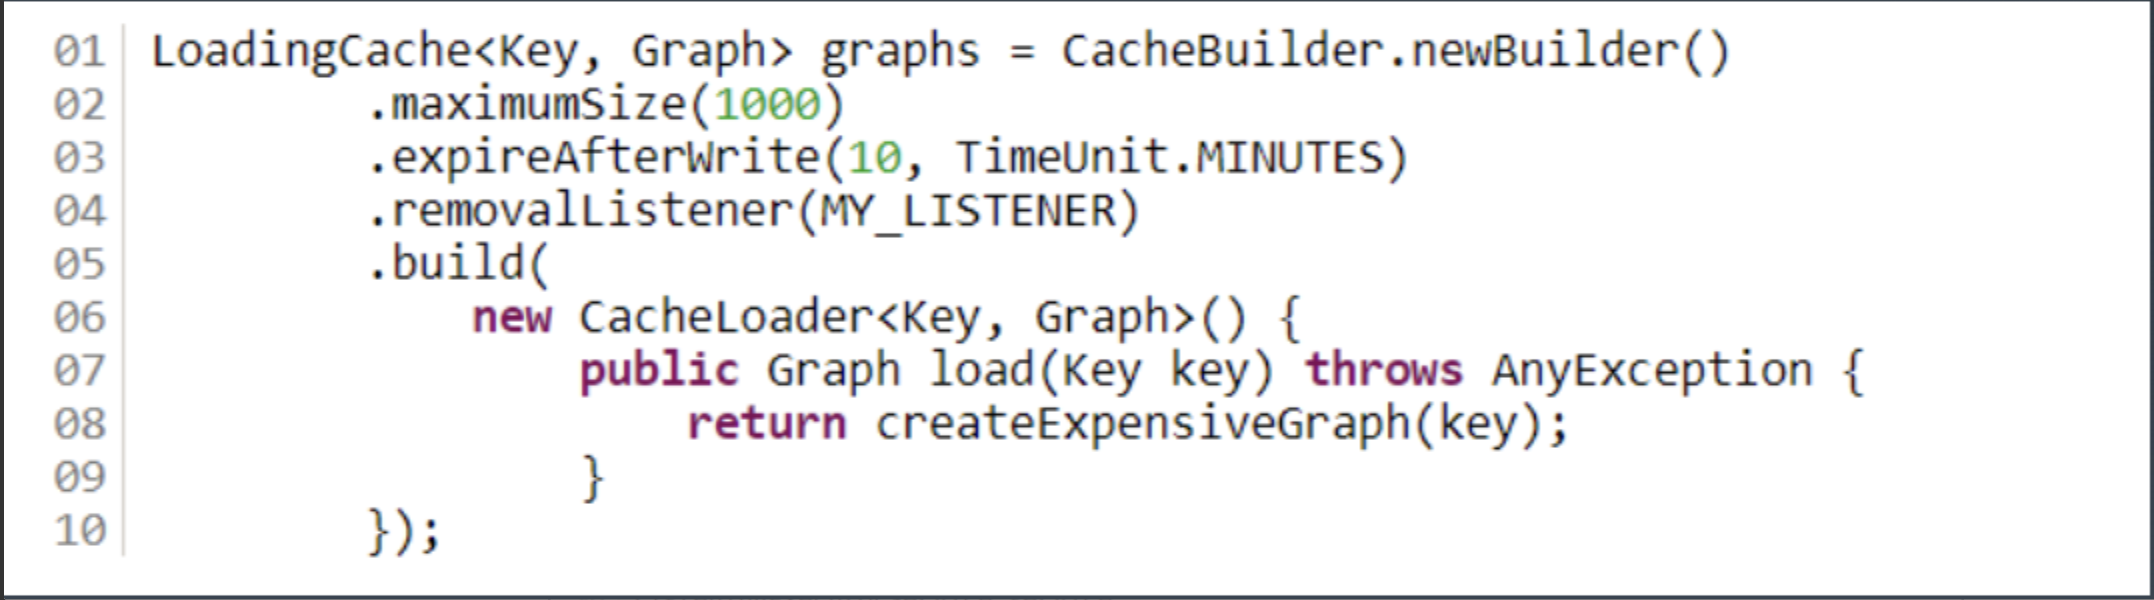 01 LoadingCache<Key, Graph> graphs = CacheBuilder.newBuilder()
02         .maximumSize(1000)
03         .expireAfterWrite(10, TimeUnit.MINUTES)
04         .removalListener(MY_LISTENER)
05         .build(
06             new CacheLoader<Key, Graph>() {
07                 public Graph load(Key key) throws AnyException {
08                     return createExpensiveGraph(key);
09                 }
10         });